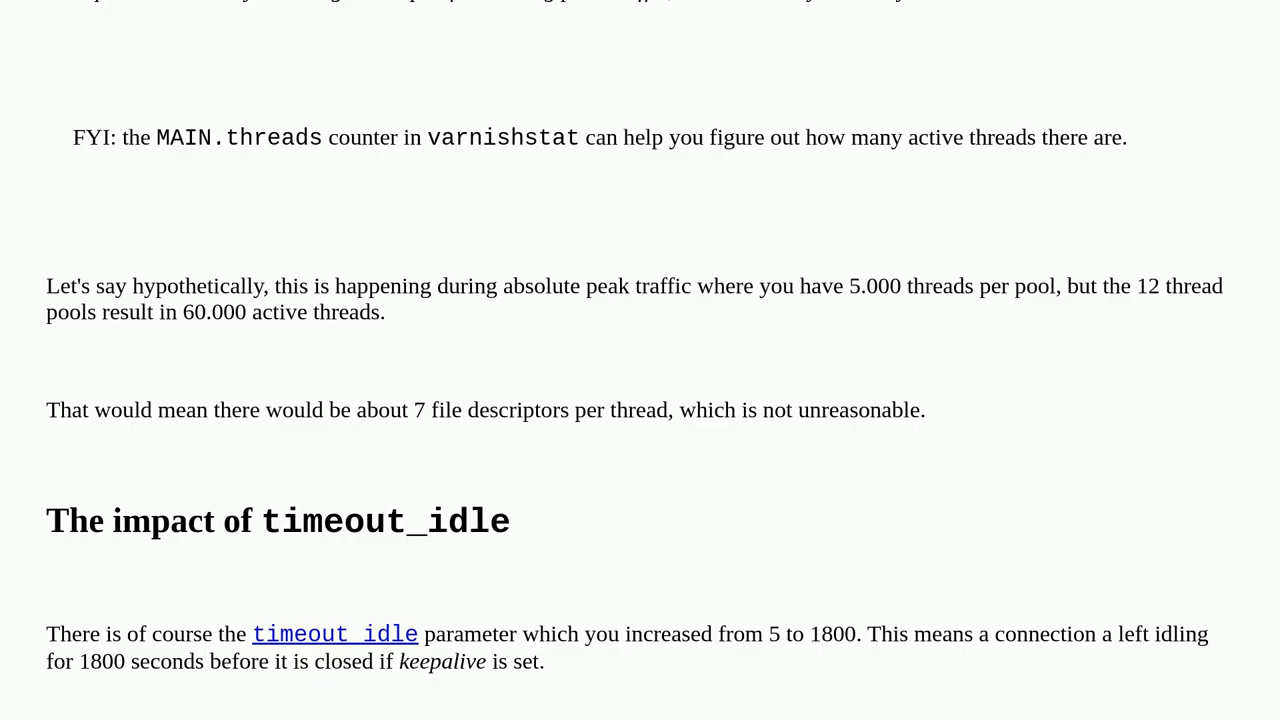 FYI: the MAIN.threads counter in varnishstat can help you figure out how many active threads there are.
Let's say hypothetically, this is happening during absolute peak traffic where you have 5.000 threads per pool, but the 12 thread
pools result in 60.000 active threads.
That would mean there would be about 7 file descriptors per thread, which is not unreasonable.
The impact of timeout_idle
There is of course the timeout_idle parameter which you increased from 5 to 1800. This means a connection a left idling
for 1800 seconds before it is closed if keepalive is set.